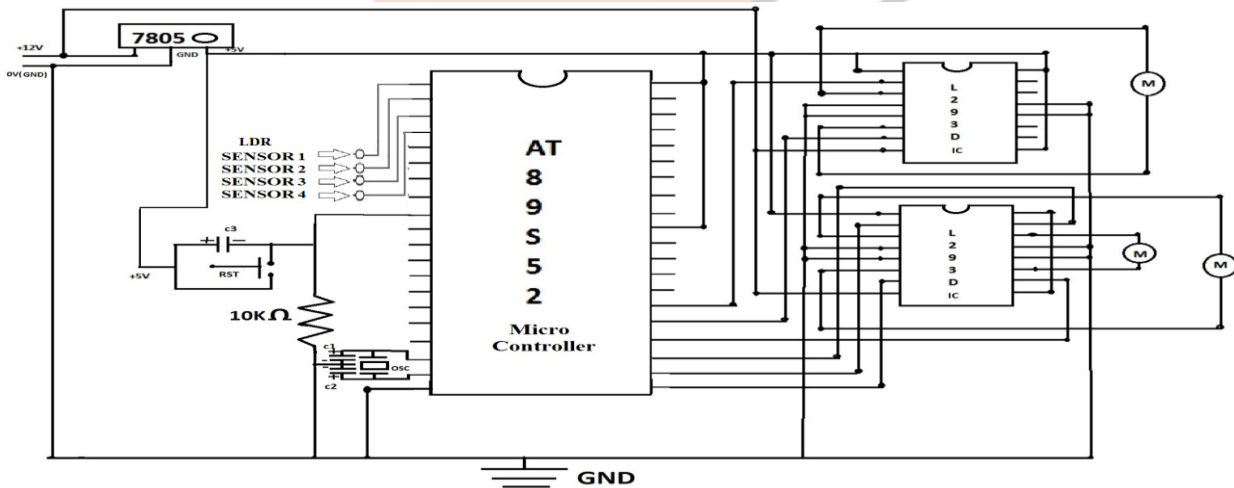 7805
+12V
GND
+5V
0V(GND)
LDR
SENSOR 1
SENSOR 2
SENSOR 3
SENSOR 4
AT
8
9
S
5
2
Micro
Controller
c3
+ -
+5V
RST
10KΩ
c1
+
-
-
+
c2
OSC
L
2
9
3
D
IC
M
L
2
9
3
D
IC
M
M
GND